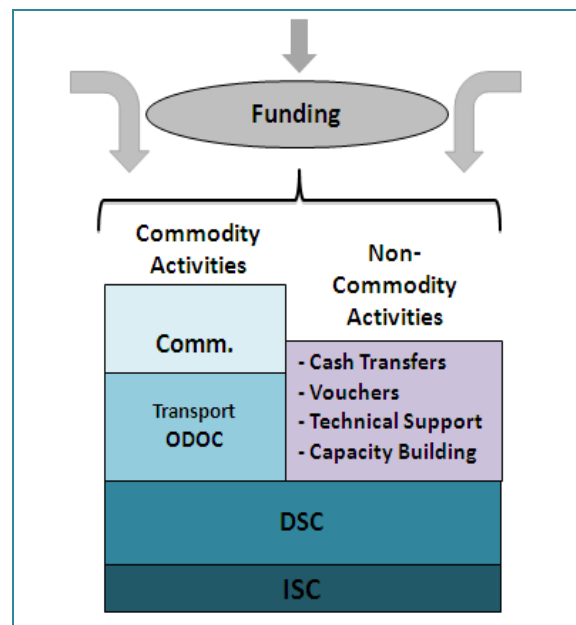 Funding
Commodity
Activities
Non-
Commodity
Activities
Comm.
Transport
ODOC
- Cash Transfers
- Vouchers
- Technical Support
- Capacity Building
DSC
ISC